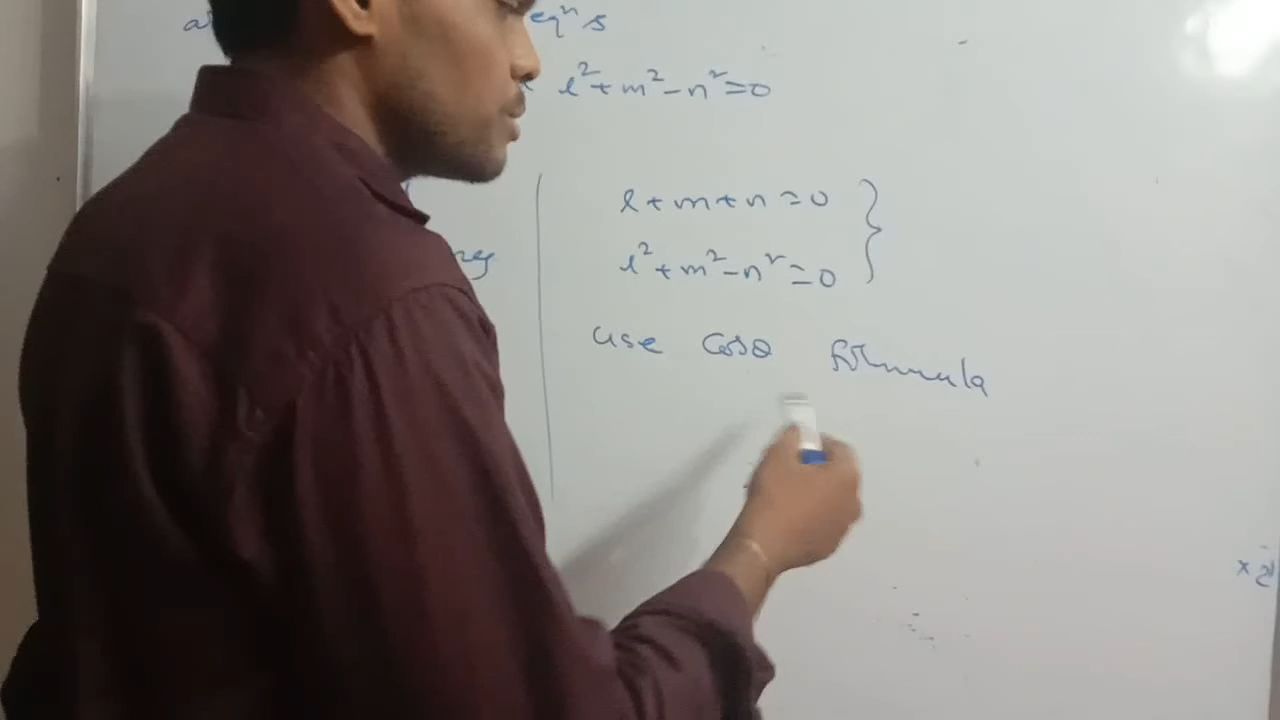 eqⁿs
l²+m²-n²=0
l+m+n=0
l²+m²-n²=0
use cosθ formula